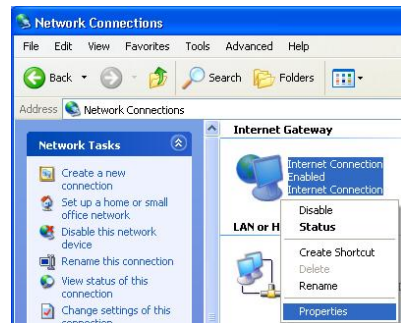 Network Connections
File Edit View Favorites Tools Advanced Help
Back Search Folders
Address Network Connections
Network Tasks
Create a new
connection
Set up a home or small
office network
Disable this network
device
Rename this connection
View status of this
connection
Change settings of this
connection
Internet Gateway
Internet Connection
Enabled
Internet Connection
LAN or H
Disable
Status
Create Shortcut
Delete
Rename
Properties